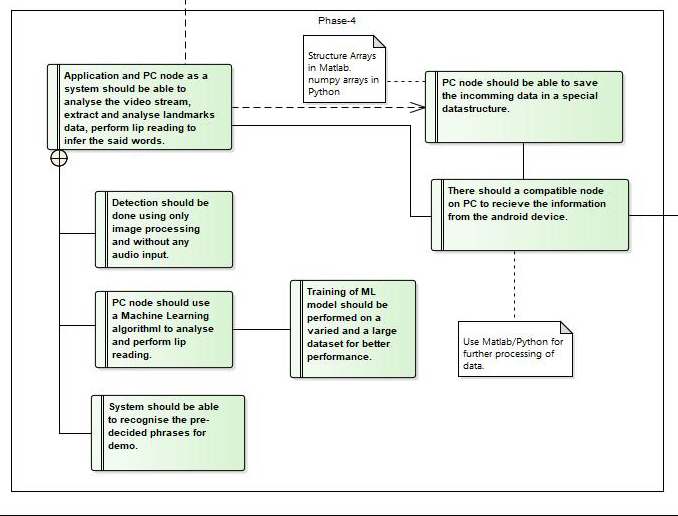 Phase-4
Application and PC node as a
system should be able to
analyse the video stream,
extract and analyse landmarks
data, perform lip reading to
infer the said words.
Structure Arrays
in Matlab.
numpy arrays in
Python
PC node should be able to save
the incomming data in a special
datastructure.
There should a compatible node
on PC to recieve the information
from the android device.
Detection should be
done using only
image processing
and without any
audio input.
PC node should use
a Machine Learning
algorithml to analyse
and perform lip
reading.
Training of ML
model should be
performed on a
varied and a large
dataset for better
performance.
Use Matlab/Python for
further processing of
data.
System should be able
to recognise the pre-
decided phrases for
demo.